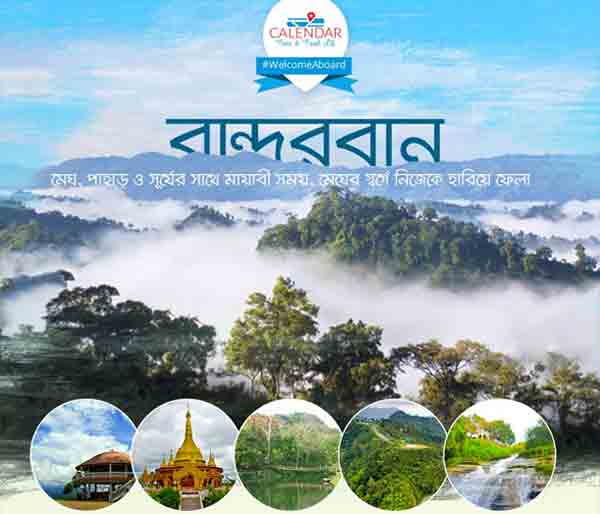 CALENDAR
Tours & Travel Ltd.
#WelcomeAboard
বান্দরবান
মেঘ, পাহাড় ও সূর্যের সাথে মায়াবী সময়, মেঘের স্বর্গে নিজেকে হারিয়ে ফেলা